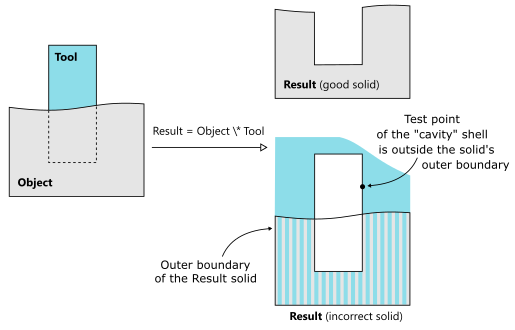 Tool
Object
Result = Object \* Tool
Result (good solid)
Test point
of the "cavity" shell
is outside the solid's
outer boundary
Outer boundary
of the Result solid
Result (incorrect solid)